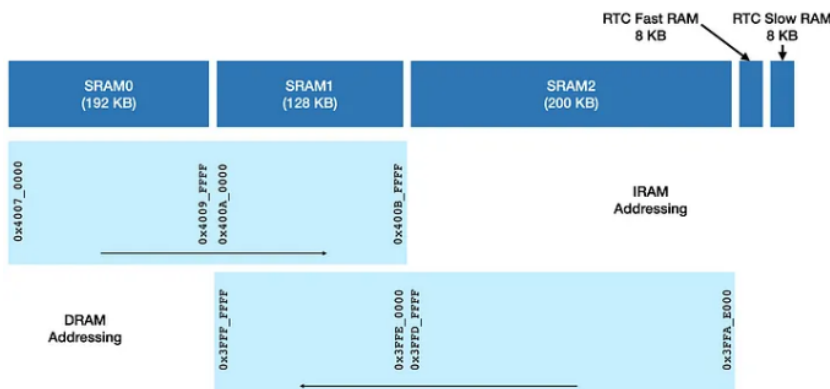 RTC Fast RAM
8 KB
RTC Slow RAM
8 KB
SRAM0
(192 KB)
SRAM1
(128 KB)
SRAM2
(200 KB)
0x4007_0000
0x4009_FFFF
0x400A_0000
0x400B_FFFF
IRAM
Addressing
DRAM
Addressing
0x3FFF_FFFF
0x3FFE_0000
0x3FFD_FFFF
0x3FFA_E000